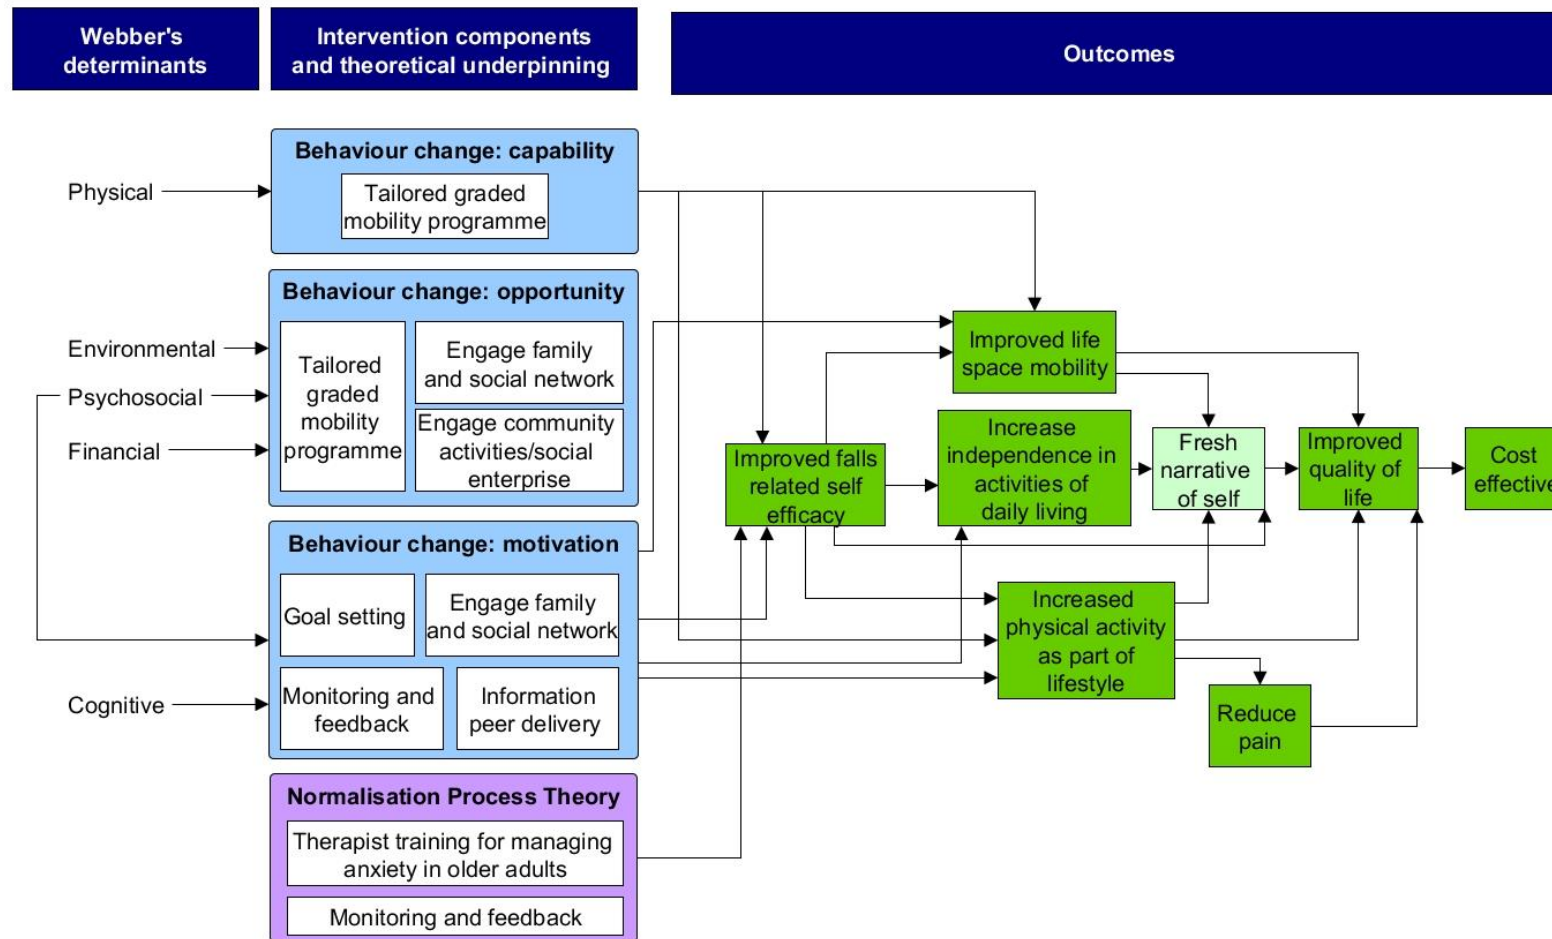 Webber's
determinants
Intervention components
and theoretical underpinning
Outcomes
Physical
Behaviour change: capability
Tailored graded
mobility programme
Environmental
Psychosocial
Financial
Behaviour change: opportunity
Tailored
graded
mobility
programme
Engage family
and social network
Engage community
activities/social
enterprise
Cognitive
Behaviour change: motivation
Goal setting
Engage family
and social network
Monitoring and
feedback
Information
peer delivery
Normalisation Process Theory
Therapist training for managing
anxiety in older adults
Monitoring and feedback
Improved life
space mobility
Improved falls
related self
efficacy
Increase
independence in
activities of
daily living
Fresh
narrative
of self
Improved
quality of
life
Cost
effective
Increased
physical activity
as part of
lifestyle
Reduce
pain